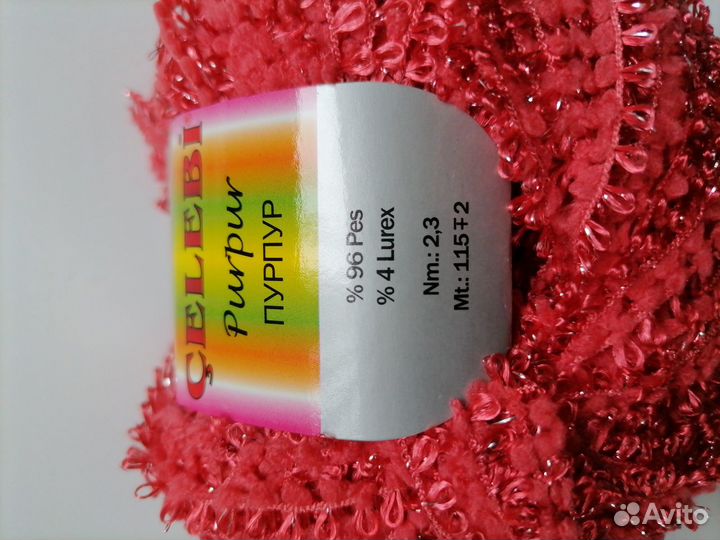 ÇELEBİ
Purpur
ПУРПУР
% 96 Pes
% 4 Lurex
Nm.: 2,3
Mt.: 115∓2
Avito